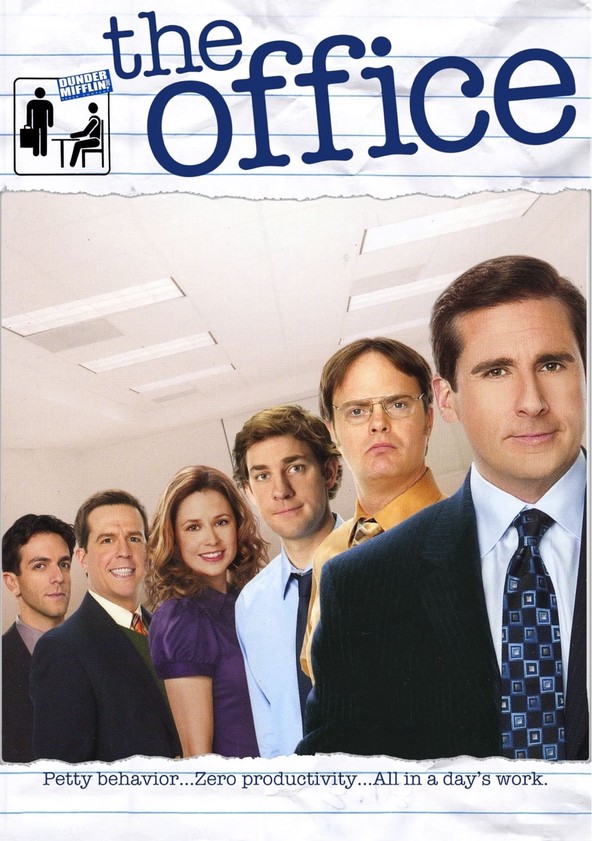 the
office
DUNDER
MIFFLIN
Petty behavior...Zero productivity...All in a day's work.